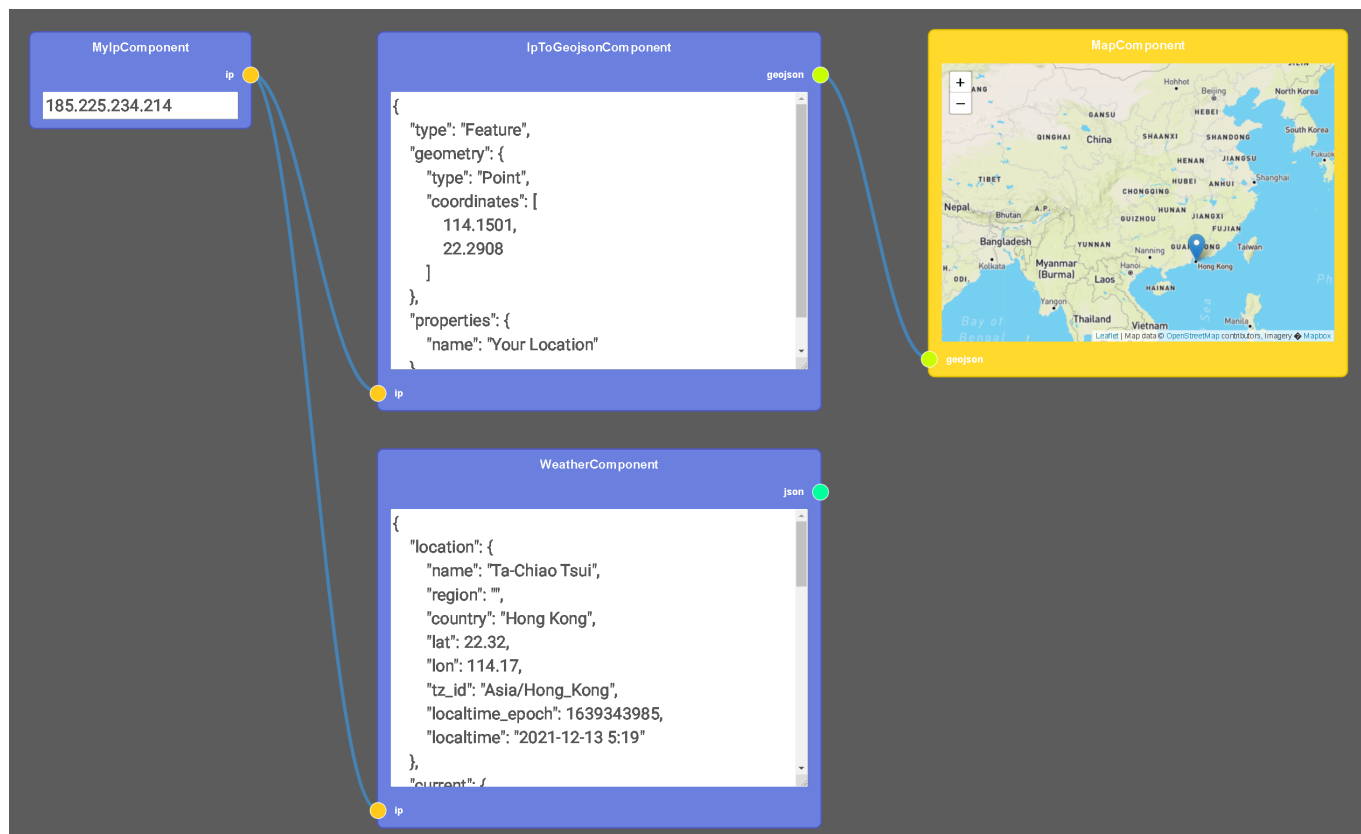 MyIpComponent
ip
185.225.234.214
IpToGeojsonComponent
geojson
{
"type": "Feature",
"geometry": {
"type": "Point",
"coordinates": [
114.1501,
22.2908
]
},
"properties": {
"name": "Your Location"
}
ip
WeatherComponent
json
{
"location": {
"name": "Ta-Chiao Tsui",
"region": "",
"country": "Hong Kong",
"lat": 22.32,
"lon": 114.17,
"tz_id": "Asia/Hong_Kong",
"localtime_epoch": 1639343985,
"localtime": "2021-12-13 5:19"
},
"current": {
ip
MapComponent
+
−
JILIN
Hohhot
Beijing
North Korea
HEBEI
GANSU
South Korea
QINGHAI
China
SHAANXI
SHANDONG
HENAN
JIANGSU
TIBET
HUBEI
ANHUI
Shanghai
CHONGQING
Nepal
Bhutan
A.P.
HUNAN
JIANGXI
GUIZHOU
FUJIAN
Bangladesh
YUNNAN
Nanning
Taiwan
Kolkata
Myanmar
(Burma)
Hanoi
Hong Kong
ODI.
Laos
HAINAN
Yangon
Thailand
Vietnam
Manila
Bay of
Bengal
Leaflet | Map data © OpenStreetMap contributors, Imagery � Mapbox
geojson